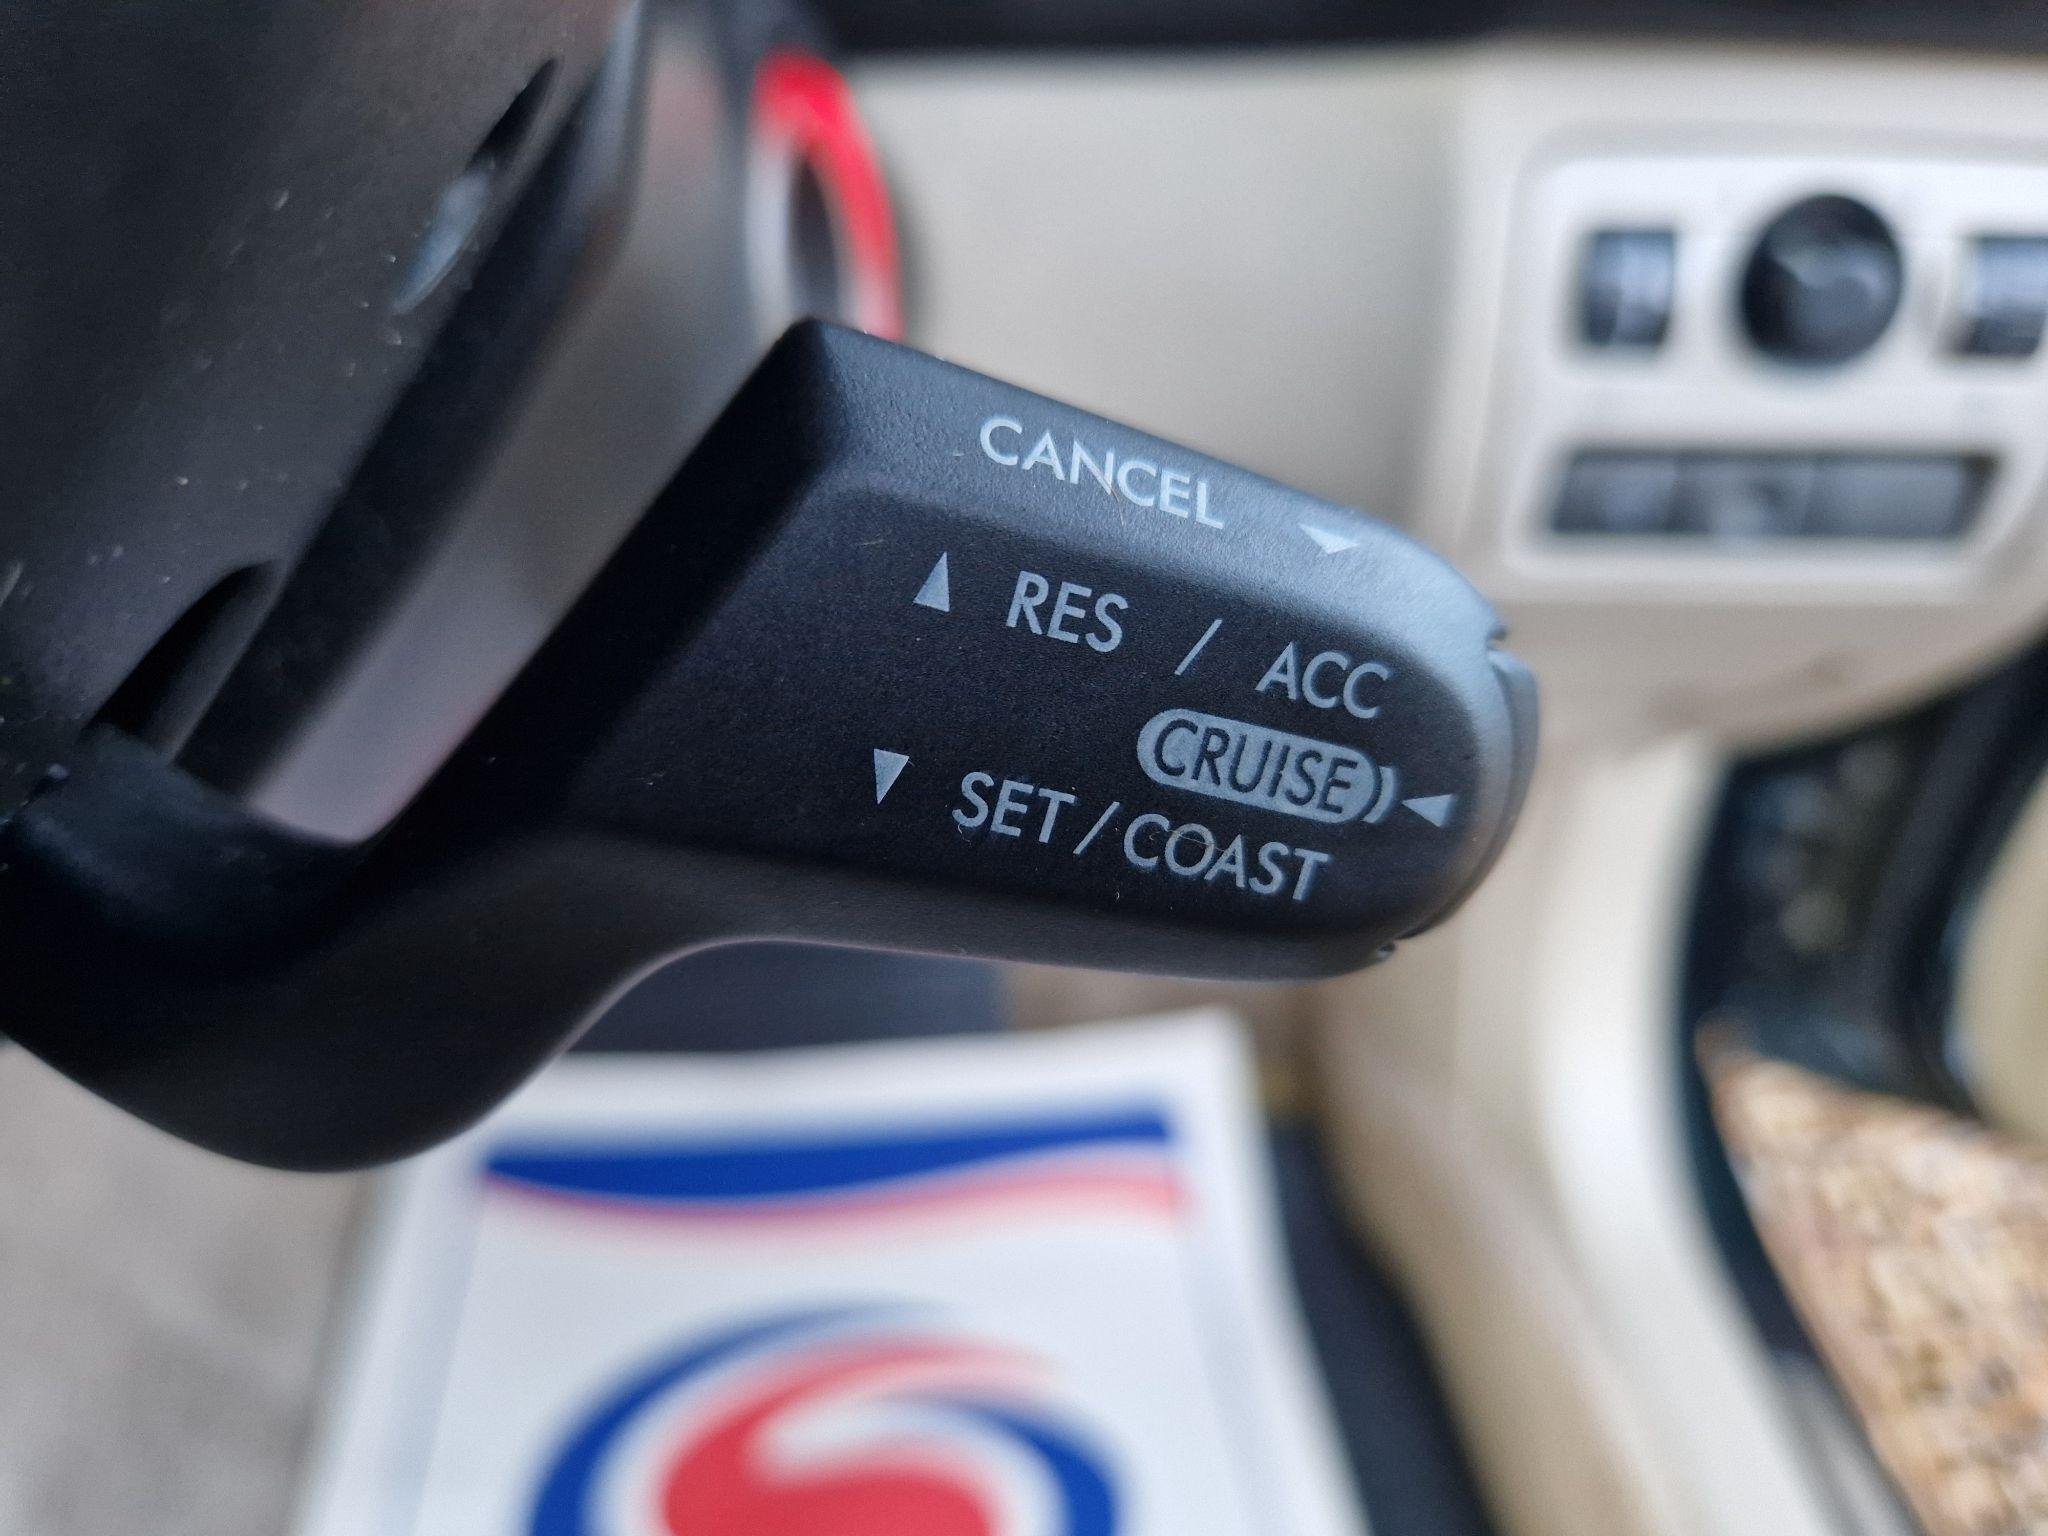 CANCEL
RES / ACC
CRUISE
SET / COAST